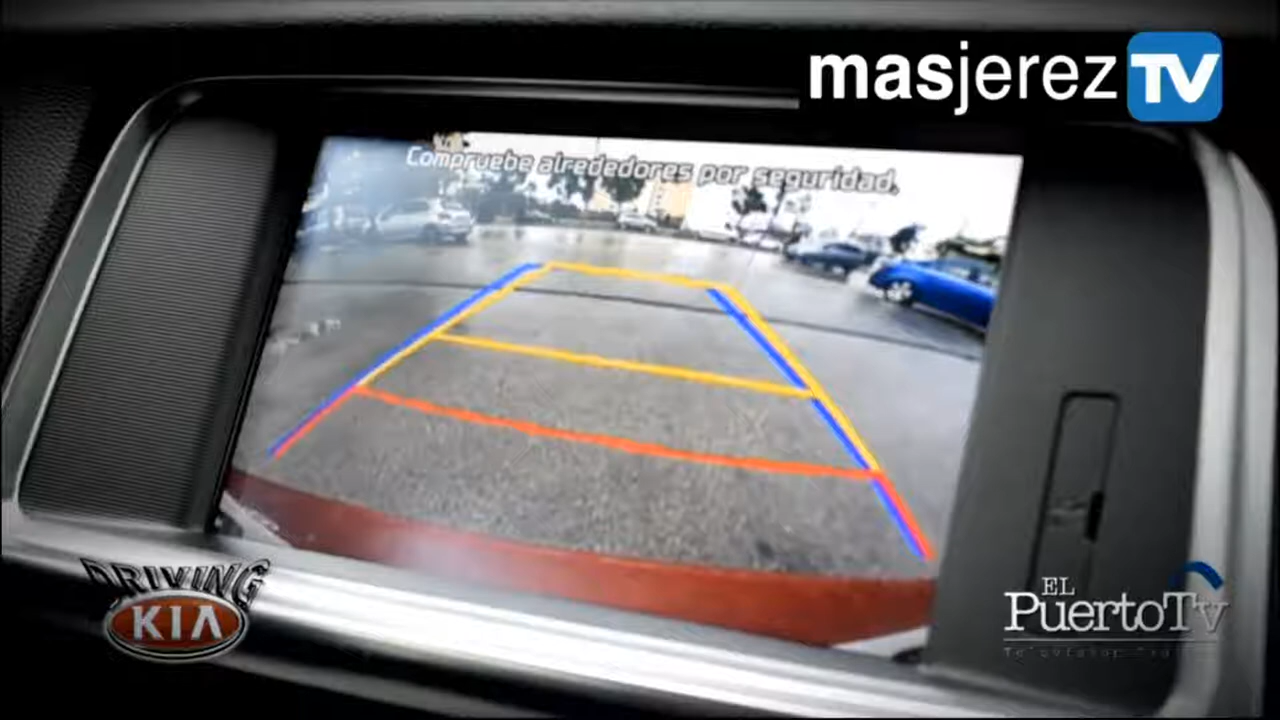 masjerez TV
Compruebe alrededores por seguridad.
DRIVING
KIA
EL
PuertoTv